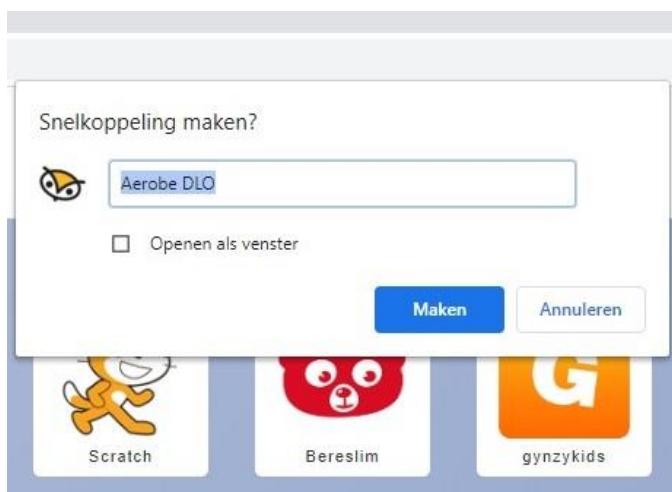 Snelkoppeling maken?
Aerobe DLO
Openen als venster
Maken Annuleren
G
Scratch Bereslim gynzykids